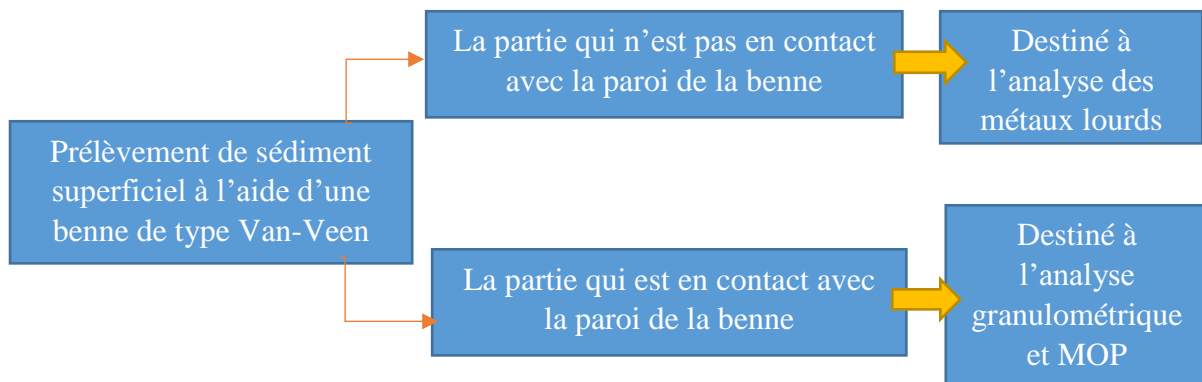 Prélèvement de sédiment
superficiel à l’aide d’une
benne de type Van-Veen
La partie qui n’est pas en contact
avec la paroi de la benne
Destiné à
l’analyse des
métaux lourds
La partie qui est en contact avec
la paroi de la benne
Destiné à
l’analyse
granulométrique
et MOP